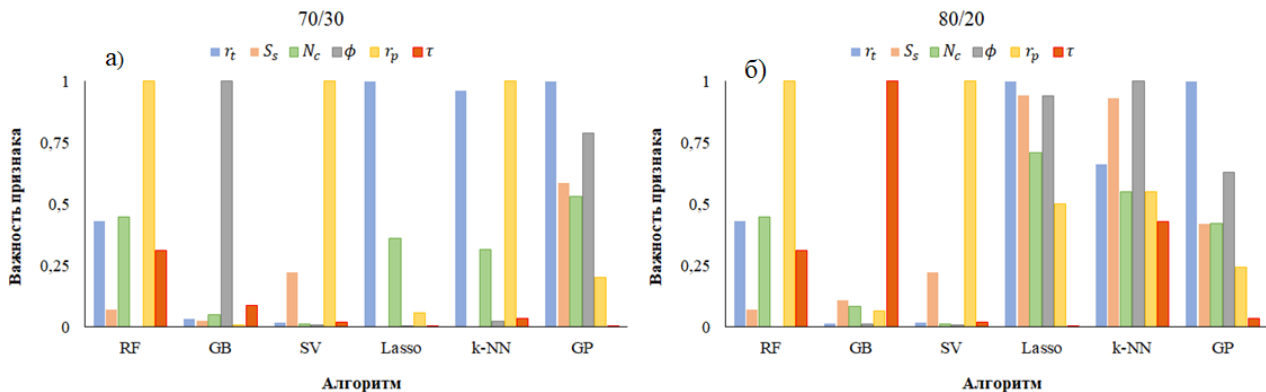 70/30
r_t S_s N_c ϕ r_p τ
а)
1
0,75
0,5
0,25
0
Важность признака
RF GB SV Lasso k-NN GP
Алгоритм
80/20
r_t S_s N_c ϕ r_p τ
б)
1
0,75
0,5
0,25
0
Важность признака
RF GB SV Lasso k-NN GP
Алгоритм